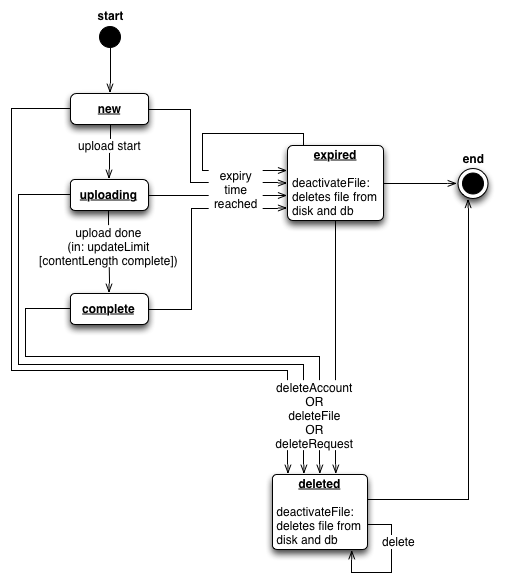 start
new
upload start
uploading
upload done
(in: updateLimit
[contentLength complete])
complete
expiry
time
reached
expired
deactivateFile:
deletes file from
disk and db
end
deleteAccount
OR
deleteFile
OR
deleteRequest
deleted
deactivateFile:
deletes file from
disk and db
delete